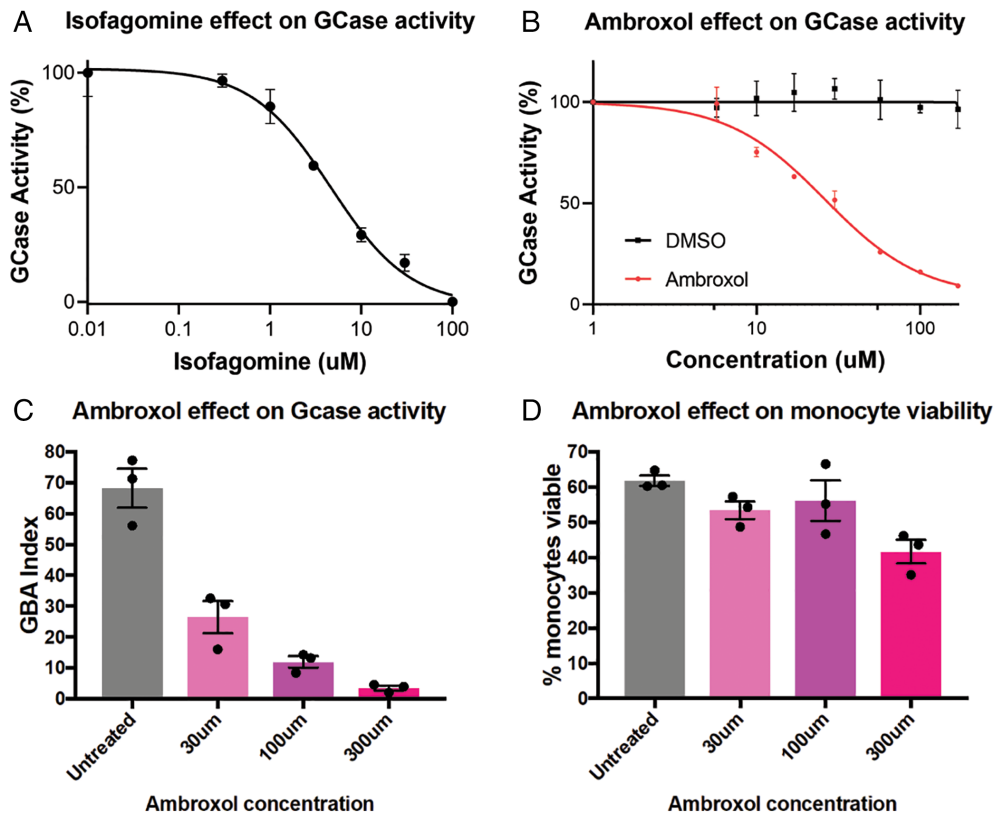 A
Isofagomine effect on GCase activity
GCase Activity (%)
100
50
0
0.01
0.1
1
10
100
Isofagomine (uM)
B
Ambroxol effect on GCase activity
GCase Activity (%)
100
50
0
DMSO
Ambroxol
1
10
100
Concentration (uM)
C
Ambroxol effect on Gcase activity
GBA Index
80
70
60
50
40
30
20
10
0
Untreated
30um
100um
300um
Ambroxol concentration
D
Ambroxol effect on monocyte viability
% monocytes viable
70
60
50
40
30
20
10
0
Untreated
30um
100um
300um
Ambroxol concentration